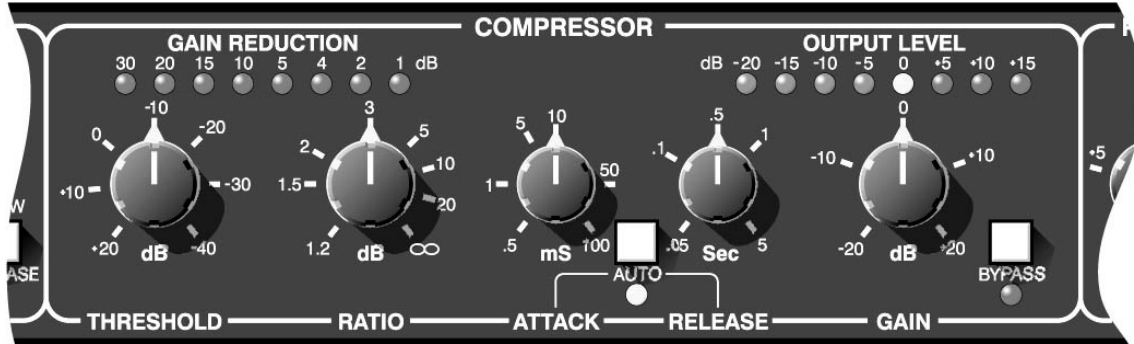 COMPRESSOR
GAIN REDUCTION
30 20 15 10 5 4 2 1 dB
OUTPUT LEVEL
dB -20 -15 -10 -5 0 +5 +10 +15
+20 +10 0 -10 -20 -30 -40
dB
THRESHOLD
1.2 1.5 2 3 5 10 20 ∞
dB
RATIO
.5 1 5 10 50 100
mS
ATTACK
AUTO
.05 .1 .5 1 5
Sec
RELEASE
-20 -10 0 +10 +20
dB
GAIN
BYPASS
+5